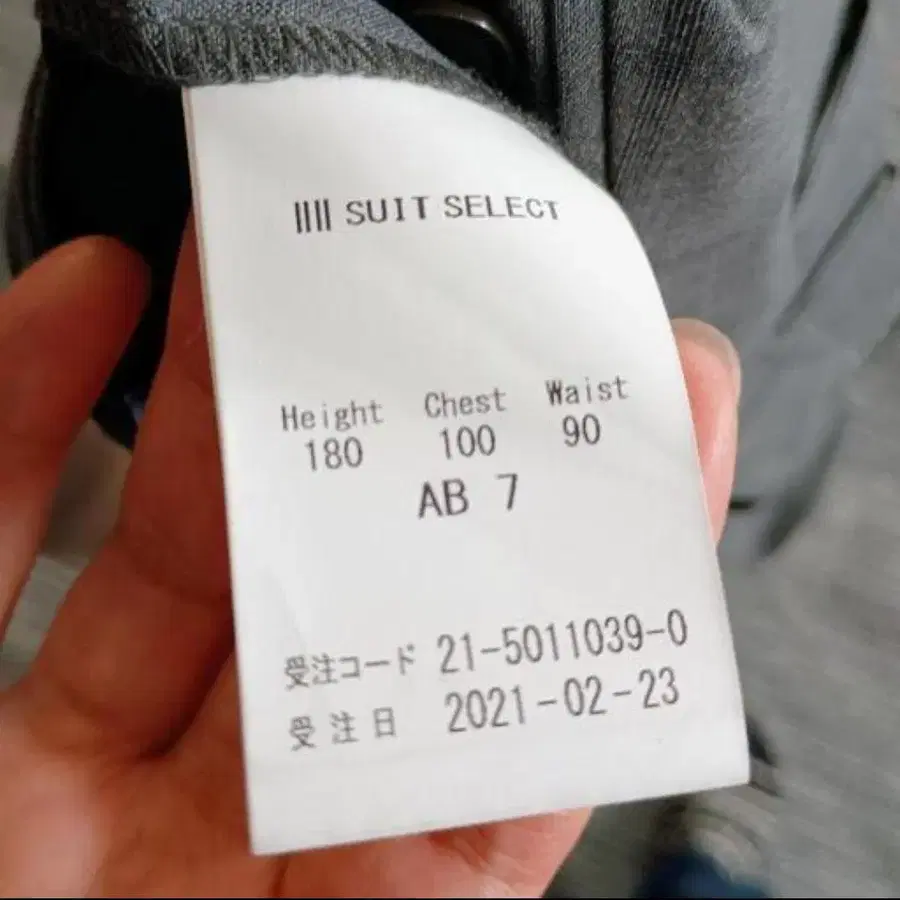 SUIT SELECT
Height Chest Waist
180 100 90
AB 7
受注コード 21-5011039-0
受注日 2021-02-23